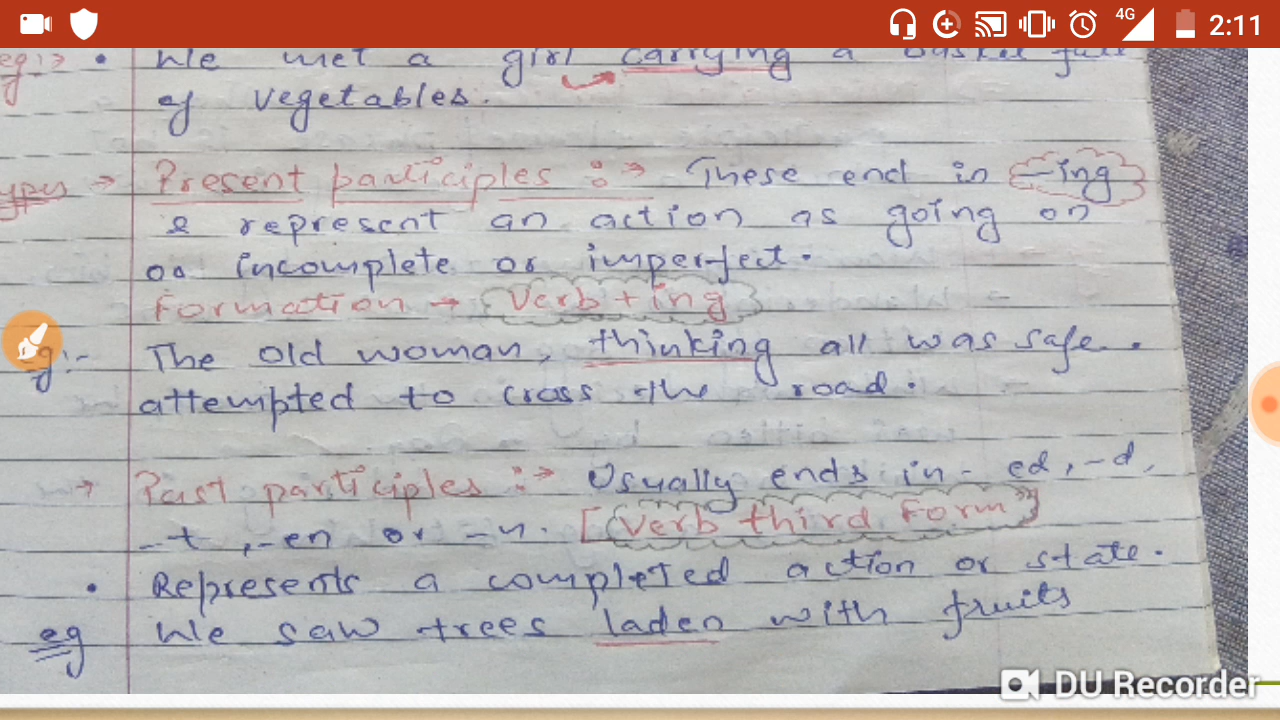 4G 2:11
eg:→ • We met a girl carrying a basket full
of vegetables.
Types → Present participles :→ These end in -ing
& represent an action as going on
or incomplete or imperfect.
Formation → Verb + ing
eg:- The old woman, thinking all was safe.
attempted to cross the road.
→ Past participles :→ Usually ends in - ed, -d,
-t, -en or -n. [Verb third form]
• Represents a completed action or state.
eg We saw trees laden with fruits
DU Recorder